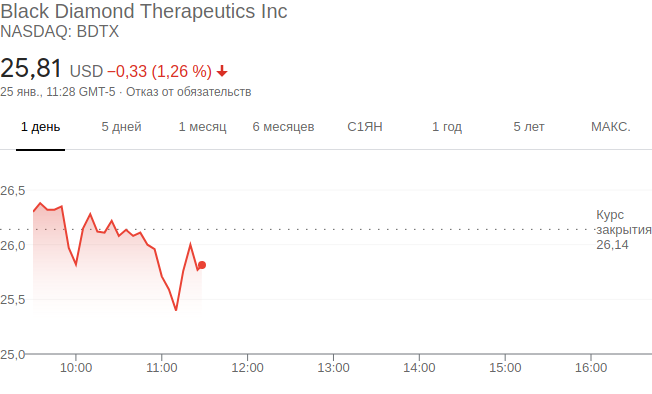 Black Diamond Therapeutics Inc
NASDAQ: BDTX
25,81 USD −0,33 (1,26 %)
25 янв., 11:28 GMT-5 · Отказ от обязательств
1 день 5 дней 1 месяц 6 месяцев С1ЯН 1 год 5 лет МАКС.
26,5
Курс
закрытия
26,14
26,0
25,5
25,0
10:00 11:00 12:00 13:00 14:00 15:00 16:00